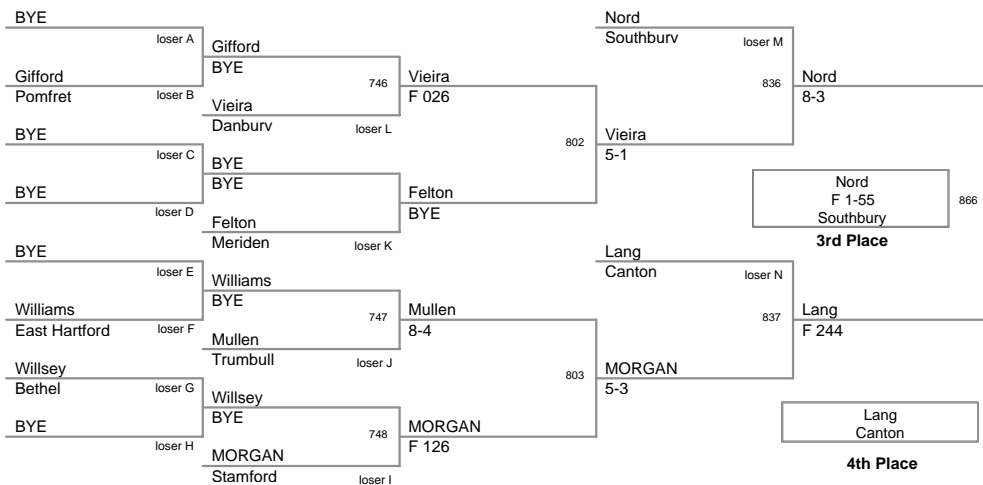 BYE
loser A
Gifford
Pomfret
loser B
BYE
loser C
BYE
loser D
BYE
loser E
Williams
East Hartford
loser F
Willsey
Bethel
loser G
BYE
loser H
Gifford
BYE
746
Vieira
Danbury
loser L
BYE
BYE
Felton
Meriden
loser K
Williams
BYE
747
Mullen
Trumbull
loser J
Willsey
BYE
748
MORGAN
Stamford
loser I
Vieira
F 026
802
Felton
BYE
Mullen
8-4
803
MORGAN
F 126
Nord
Southbury
loser M
836
Vieira
5-1
Lang
Canton
loser N
837
MORGAN
5-3
Nord
8-3
Nord
F 1-55
Southbury
866
3rd Place
Lang
F 244
Lang
Canton
4th Place